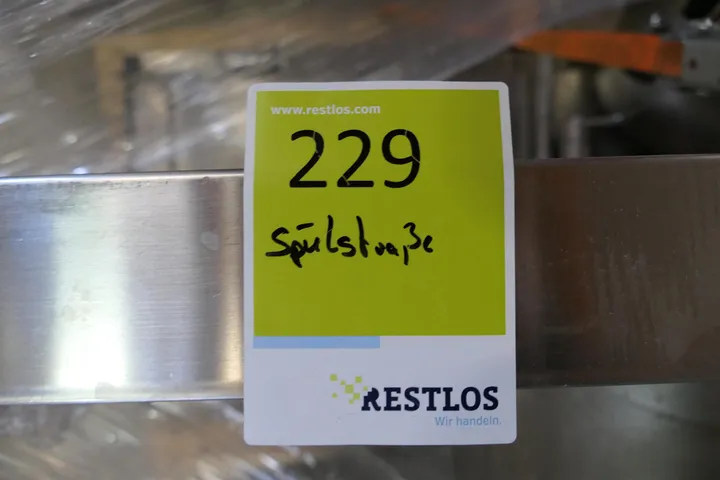 www.restlos.com
229
Spülstraße
RESTLOS
Wir handeln.